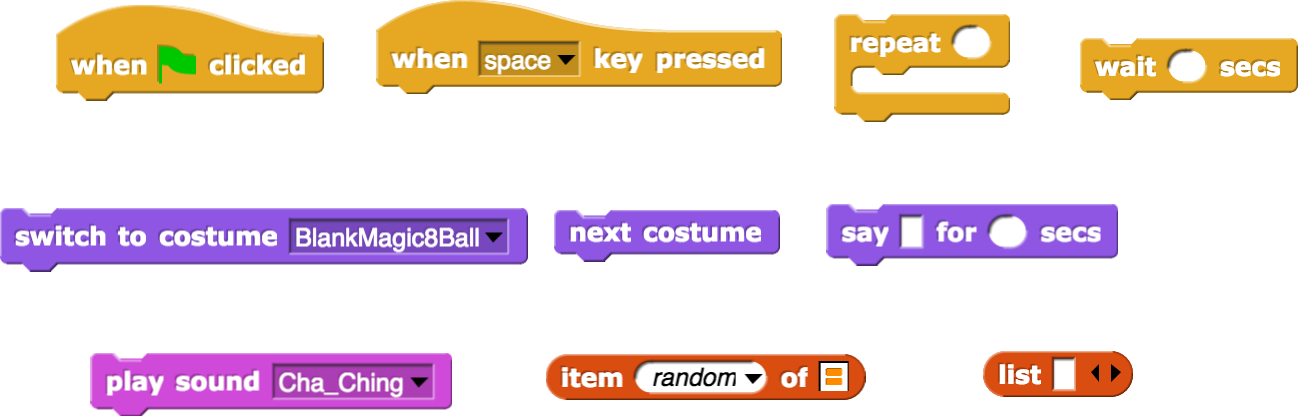 when clicked
when space key pressed
repeat
wait secs
switch to costume BlankMagic8Ball
next costume
say for secs
play sound Cha_Ching
item random of
list